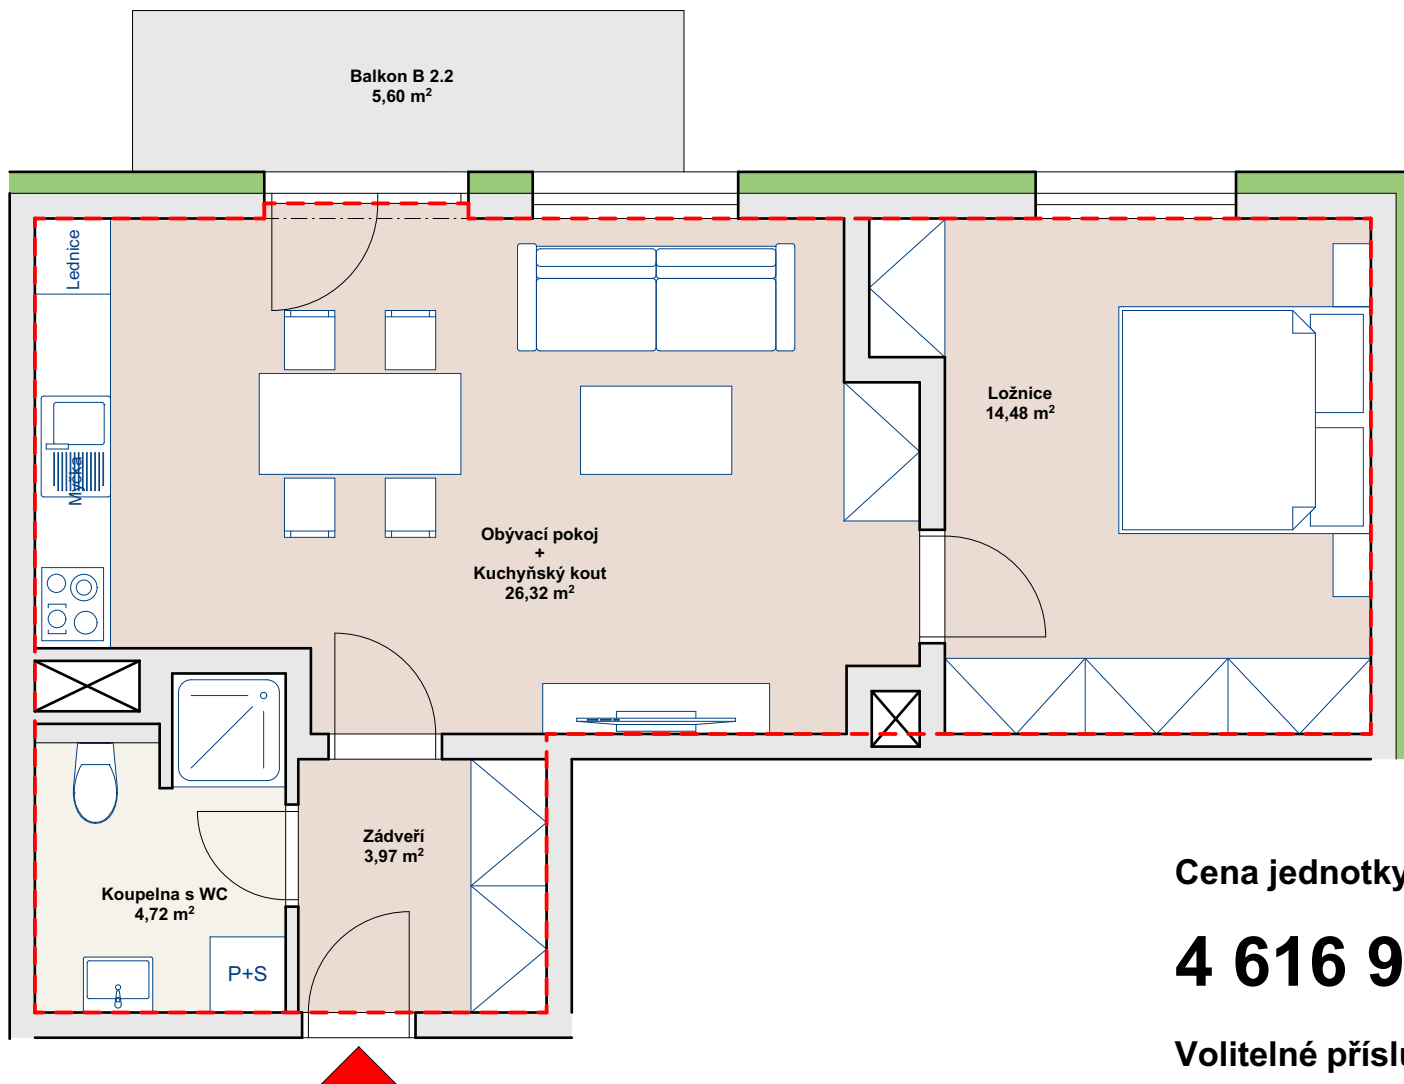 Balkon B 2.2
5,60 m²
Lednice
Myčka
Obývací pokoj
+
Kuchyňský kout
26,32 m²
Ložnice
14,48 m²
Zádveří
3,97 m²
Koupelna s WC
4,72 m²
P+S
Cena jednotky
4 616 9
Volitelné příslu